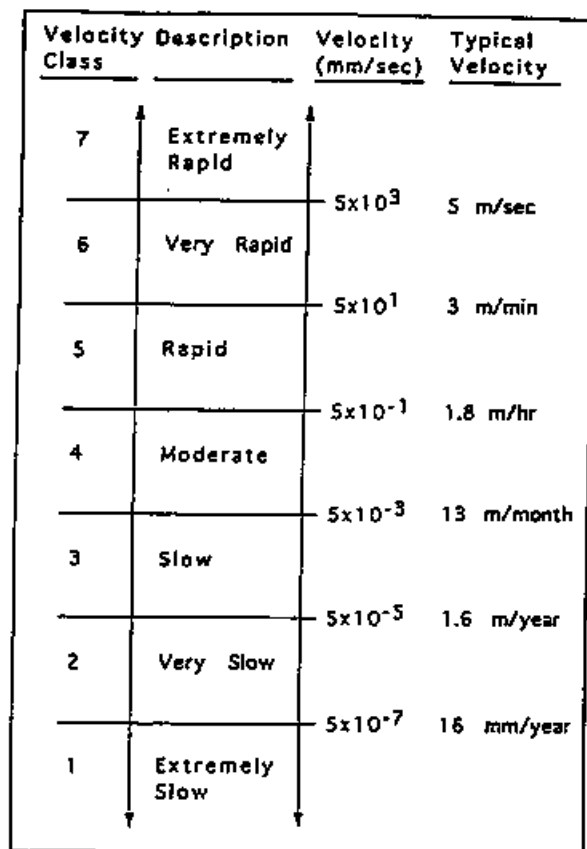 Velocity Description Velocity Typical
Class (mm/sec) Velocity
7 Extremely
Rapid
5x10³ 5 m/sec
6 Very Rapid
5x10¹ 3 m/min
5 Rapid
5x10⁻¹ 1.8 m/hr
4 Moderate
5x10⁻³ 13 m/month
3 Slow
5x10⁻⁵ 1.6 m/year
2 Very Slow
5x10⁻⁷ 16 mm/year
1 Extremely
Slow